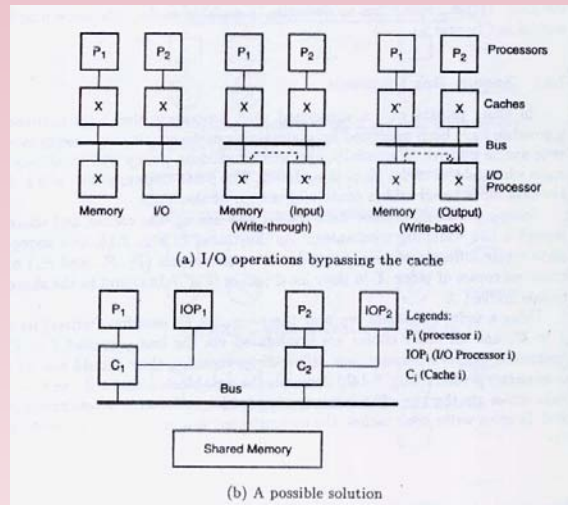 P1 P2 P1 P2 P1 P2 Processors
X X X X X' X Caches
Bus
X X' X' X X I/O Processor
Memory I/O Memory (Input) Memory (Output)
(Write-through) (Write-back)
(a) I/O operations bypassing the cache
P1 IOP1 P2 IOP2
Legends:
Pi (processor i)
IOPi (I/O Processor i)
Ci (Cache i)
C1 C2
Bus
Shared Memory
(b) A possible solution